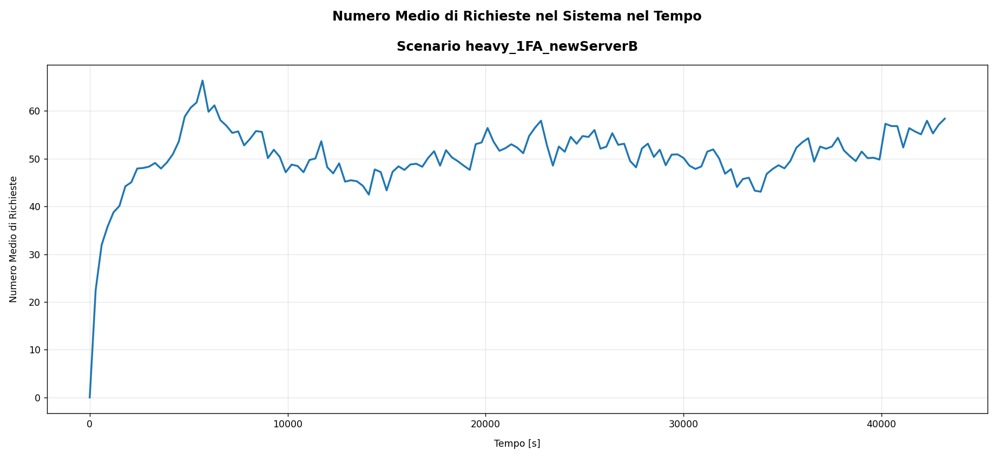 Numero Medio di Richieste nel Sistema nel Tempo
Scenario heavy_1FA_newServerB
Numero Medio di Richieste
60
50
40
30
20
10
0
0 10000 20000 30000 40000
Tempo [s]